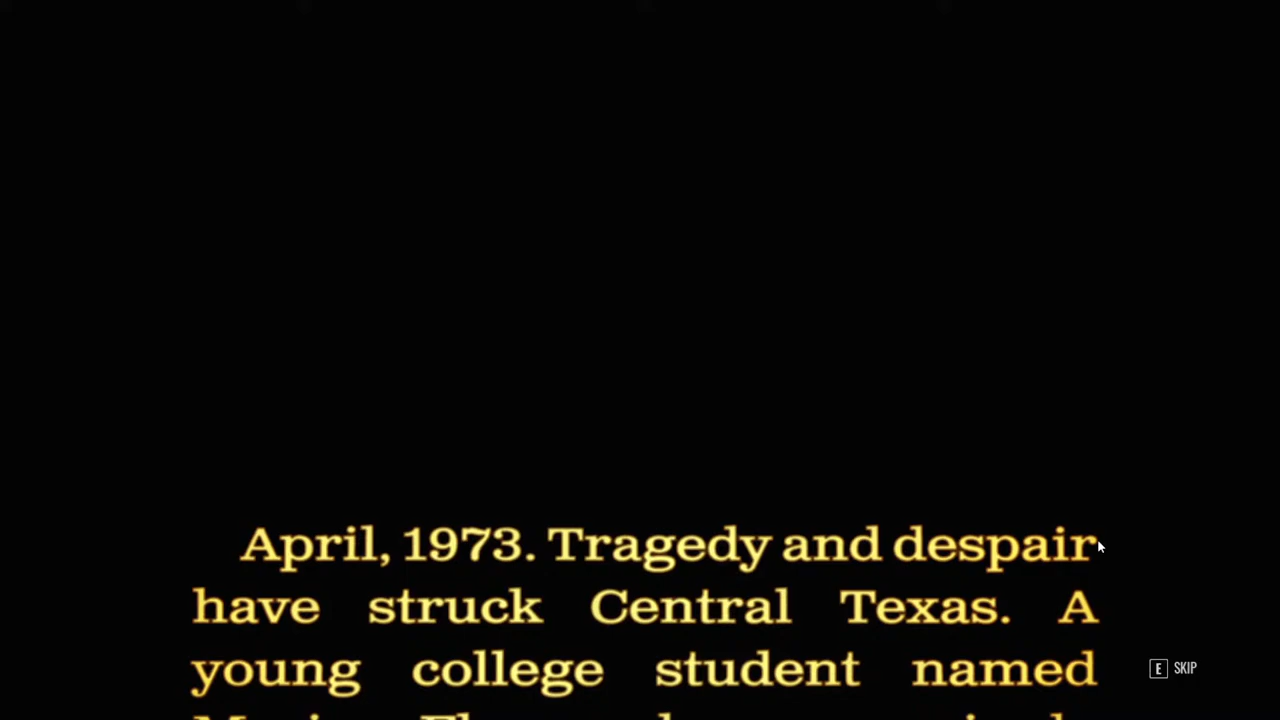 April, 1973. Tragedy and despair
have struck Central Texas. A
young college student named
E SKIP